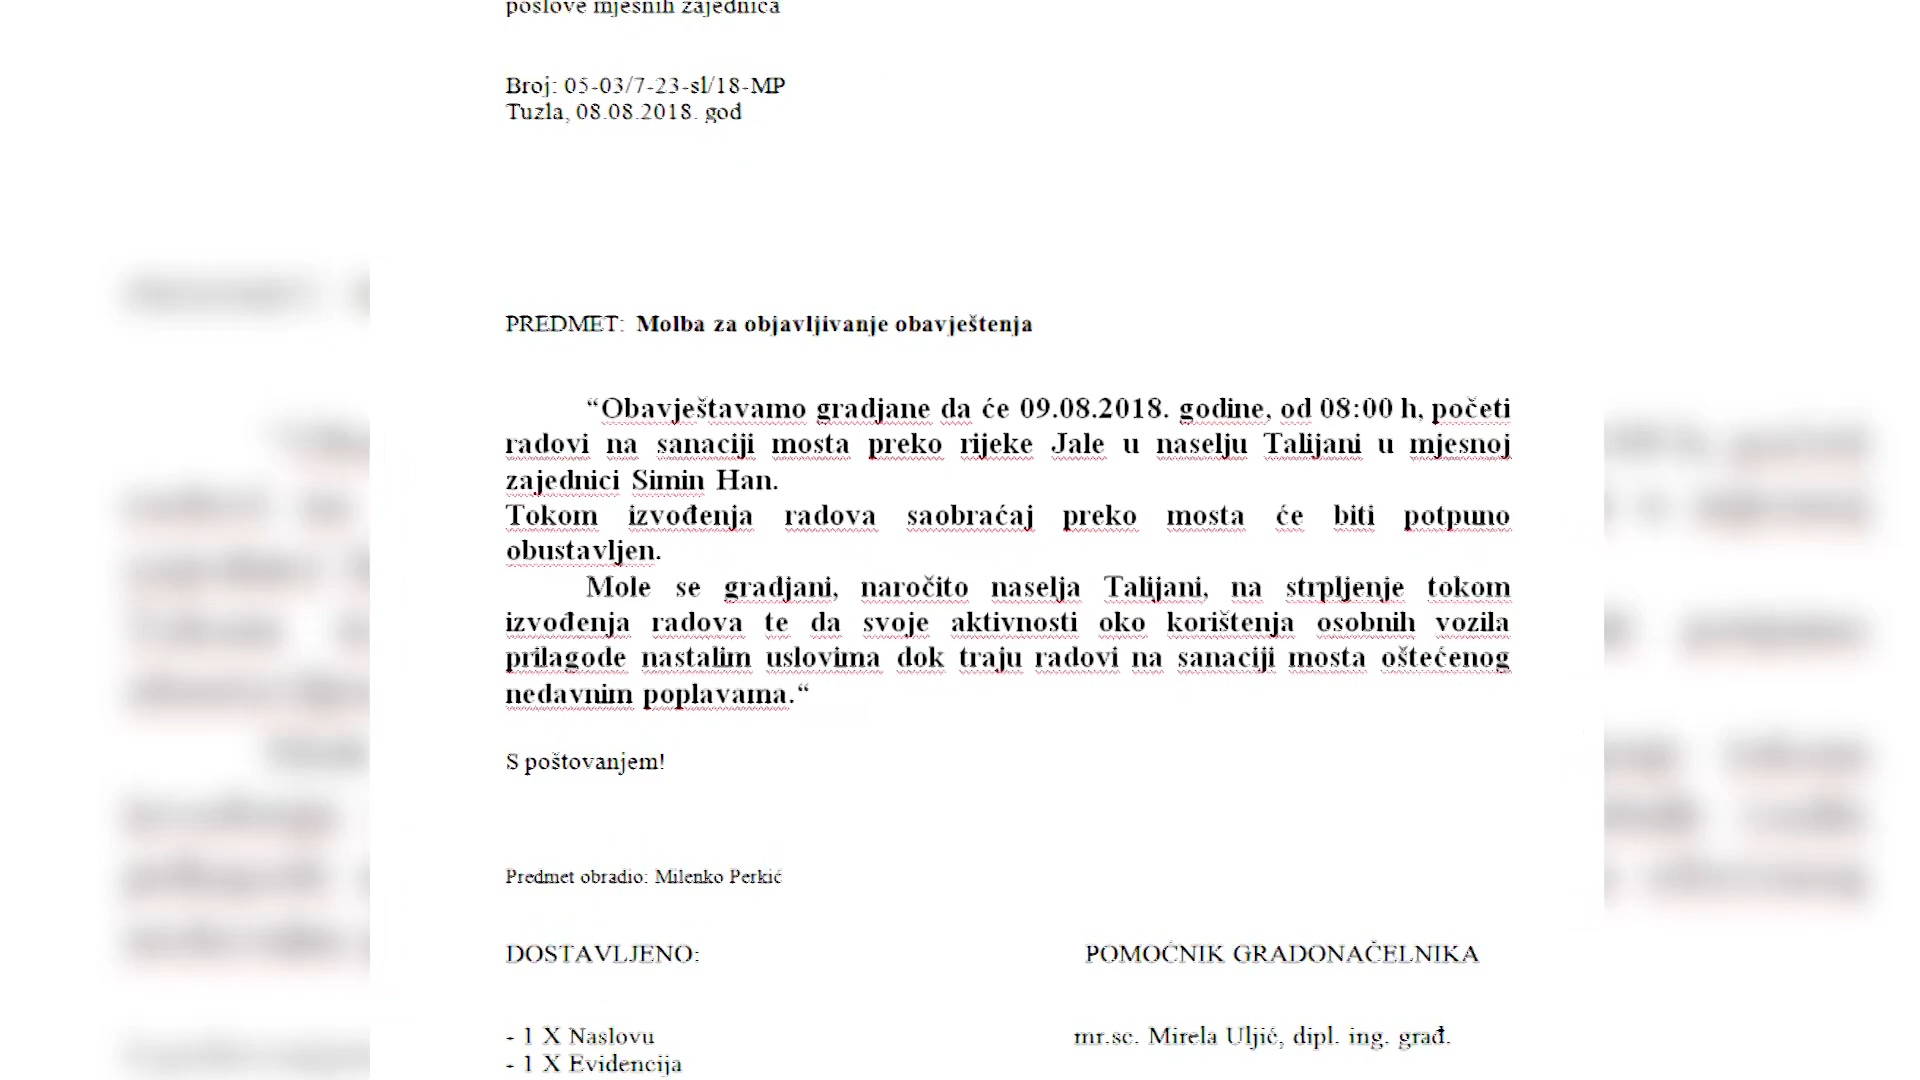 poslove mjesnih zajednica
Broj: 05-03/7-23-sl/18-MP
Tuzla, 08.08.2018. god
PREDMET: Molba za objavljivanje obavještenja
“Obavještavamo gradjane da će 09.08.2018. godine, od 08:00 h, početi
radovi na sanaciji mosta preko rijeke Jale u naselju Talijani u mjesnoj
zajednici Simin Han.
Tokom izvođenja radova saobraćaj preko mosta će biti potpuno
obustavljen.
Mole se gradjani, naročito naselja Talijani, na strpljenje tokom
izvođenja radova te da svoje aktivnosti oko korištenja osobnih vozila
prilagode nastalim uslovima dok traju radovi na sanaciji mosta oštećenog
nedavnim poplavama.“
S poštovanjem!
Predmet obradio: Milenko Perkić
DOSTAVLJENO:
POMOĆNIK GRADONAČELNIKA
- 1 X Naslovu
mr.sc. Mirela Uljić, dipl. ing. građ.
- 1 X Evidencija